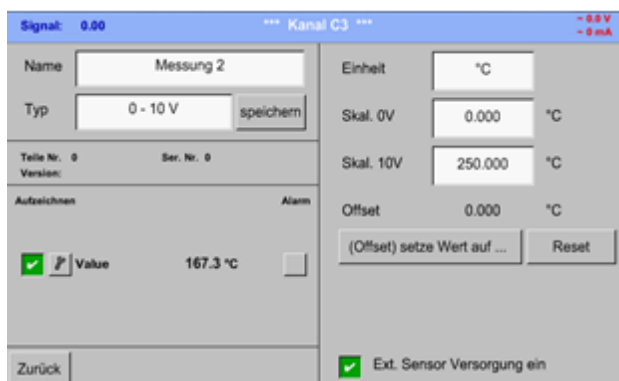 Signal: 0.00
*** Kanal C3 ***
~ 0.0 V
~ 0 mA
Name
Messung 2
Typ
0 - 10 V
speichern
Teile Nr. 0
Ser. Nr. 0
Version:
Aufzeichnen
Alarm
Value
167.3 °C
Zurück
Einheit
°C
Skal. 0V
0.000
°C
Skal. 10V
250.000
°C
Offset
0.000
°C
(Offset) setze Wert auf ...
Reset
Ext. Sensor Versorgung ein